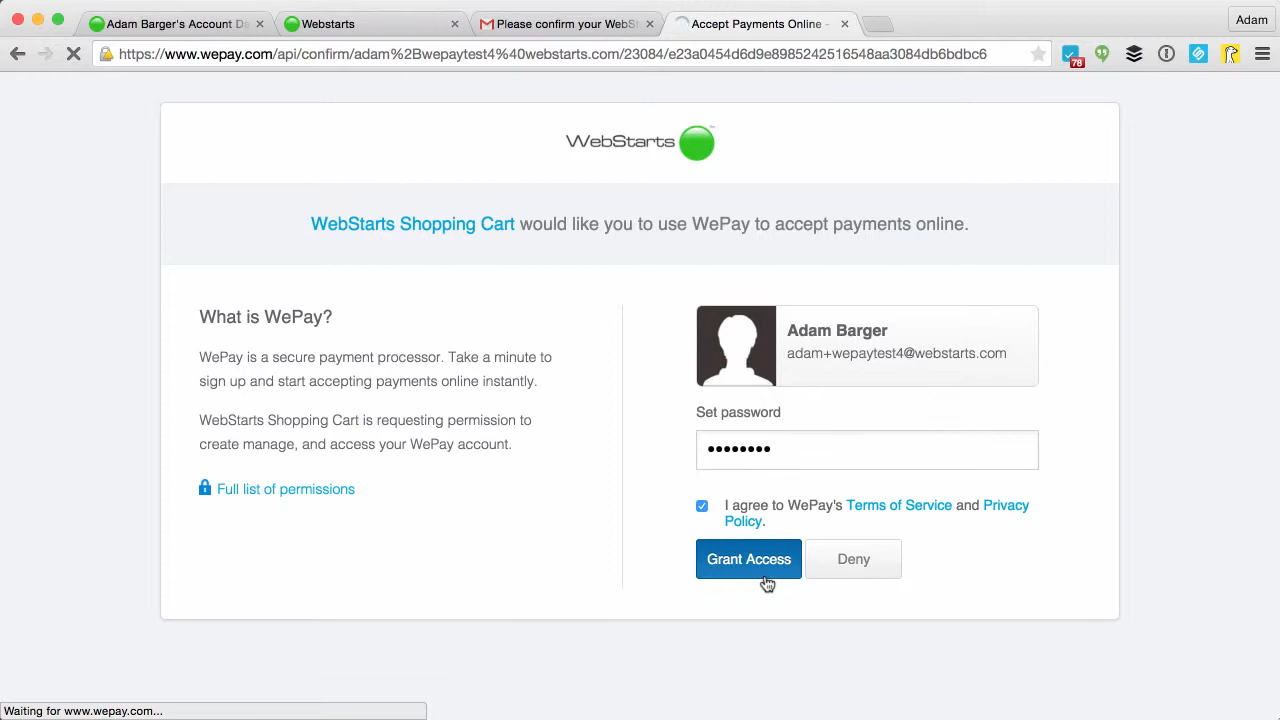 Adam Barger's Account Da
Webstarts
Please confirm your WebS
Accept Payments Online -
Adam
https://www.wepay.com/api/confirm/adam%2Bwepaytest4%40webstarts.com/23084/e23a0454d6d9e8985242516548aa3084db6bdbc6
78
WebStarts
WebStarts Shopping Cart would like you to use WePay to accept payments online.
What is WePay?
WePay is a secure payment processor. Take a minute to
sign up and start accepting payments online instantly.
WebStarts Shopping Cart is requesting permission to
create manage, and access your WePay account.
Full list of permissions
Adam Barger
adam+wepaytest4@webstarts.com
Set password
I agree to WePay's Terms of Service and Privacy
Policy.
Grant Access
Deny
Waiting for www.wepay.com...